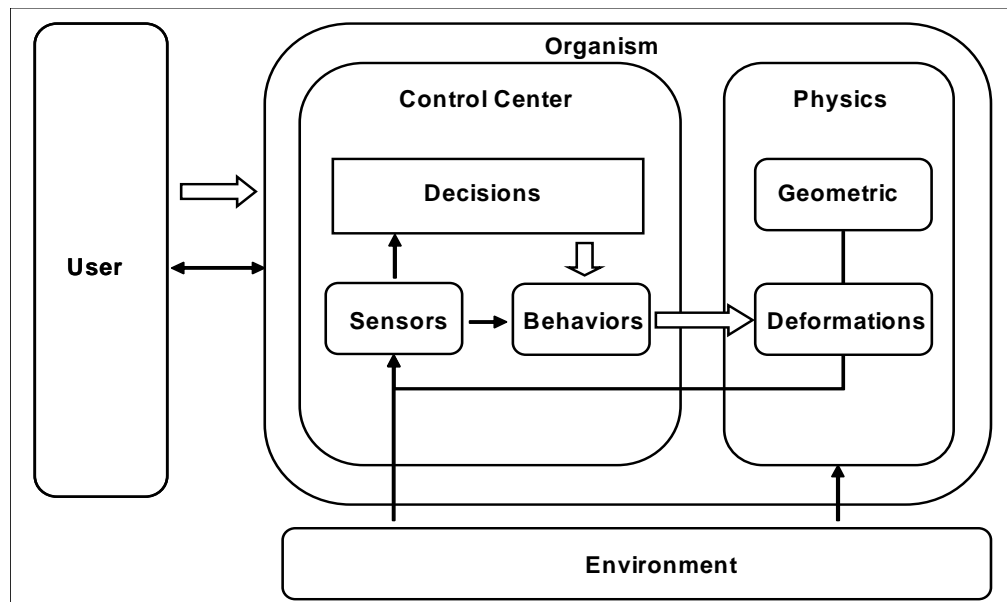 Organism
Control Center
Physics
Decisions
Geometric
User
Sensors
Behaviors
Deformations
Environment